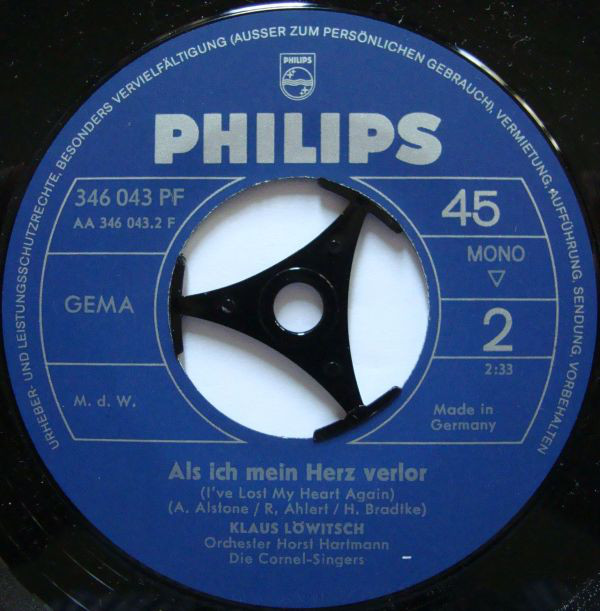 URHEBER- UND LEISTUNGSSCHUTZRECHTE, BESONDERS VERVIELFÄLTIGUNG (AUSSER ZUM PERSÖNLICHEN GEBRAUCH), VERMIETUNG, AUFFÜHRUNG, SENDUNG, VORBEHALTEN
PHILIPS
PHILIPS
346 043 PF
AA 346 043.2 F
GEMA
M. d. W.
45
MONO
2
2:33
Made in
Germany
Als ich mein Herz verlor
(I've Lost My Heart Again)
(A. Alstone / R. Ahlert / H. Bradtke)
KLAUS LÖWITSCH
Orchester Horst Hartmann
Die Cornel-Singers